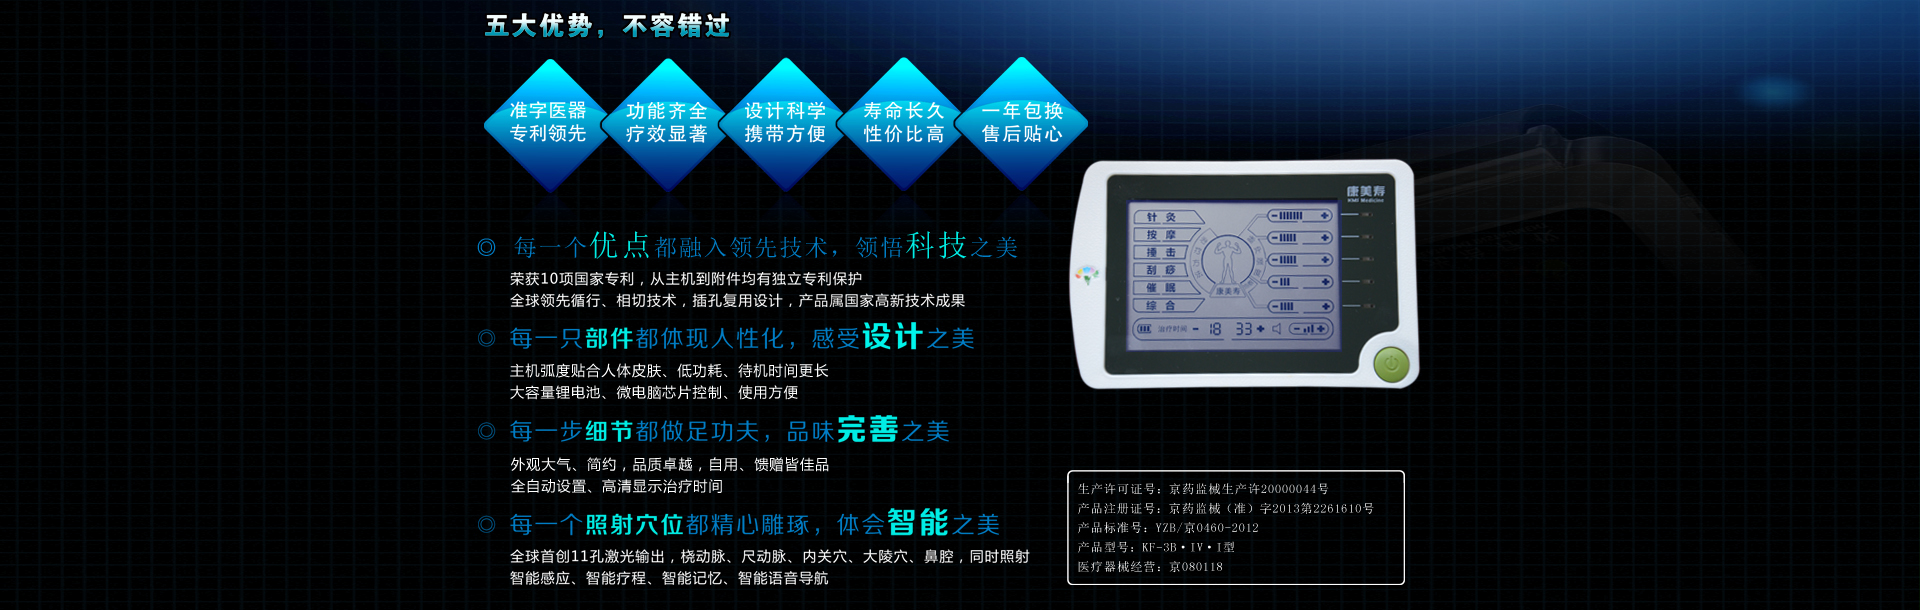 五大优势，不容错过
准字医器
专利领先
功能齐全
疗效显著
设计科学
携带方便
寿命长久
性价比高
一年包换
售后贴心
◎ 每一个优点都融入领先技术，领悟科技之美
荣获10项国家专利，从主机到附件均有独立专利保护
全球领先循行、相切技术，插孔复用设计，产品属国家高新技术成果
◎ 每一只部件都体现人性化，感受设计之美
主机弧度贴合人体皮肤、低功耗、待机时间更长
大容量锂电池、微电脑芯片控制、使用方便
◎ 每一步细节都做足功夫，品味完善之美
外观大气、简约，品质卓越，自用、馈赠皆佳品
全自动设置、高清显示治疗时间
◎ 每一个照射穴位都精心雕琢，体会智能之美
全球首创11孔激光输出，桡动脉、尺动脉、内关穴、大陵穴、鼻腔，同时照射
智能感应、智能疗程、智能记忆、智能语音导航
康美寿
KMS Medicine
针灸
按摩
捶击
刮痧
催眠
综合
康美寿
治疗时间 - 18 33 +
- +
生产许可证号：京药监械生产许20000044号
产品注册证号：京药监械（准）字2013第2261610号
产品标准号：YZB/京0460-2012
产品型号：KF-3B·IV·I型
医疗器械经营：京080118